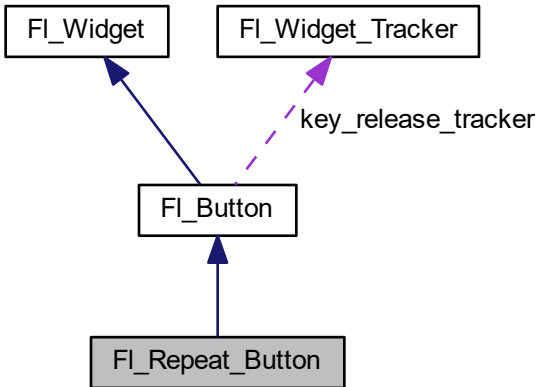 Fl_Widget
Fl_Widget_Tracker
key_release_tracker
Fl_Button
Fl_Repeat_Button